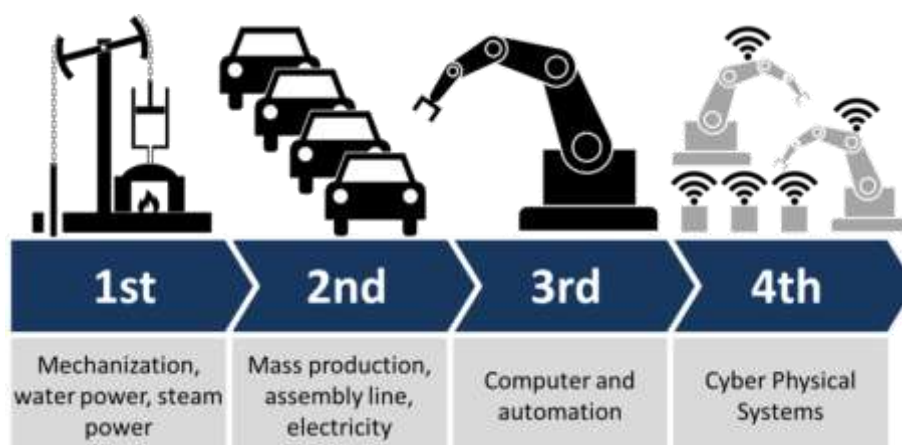 1st
2nd
3rd
4th
Mechanization,
water power, steam
power
Mass production,
assembly line,
electricity
Computer and
automation
Cyber Physical
Systems